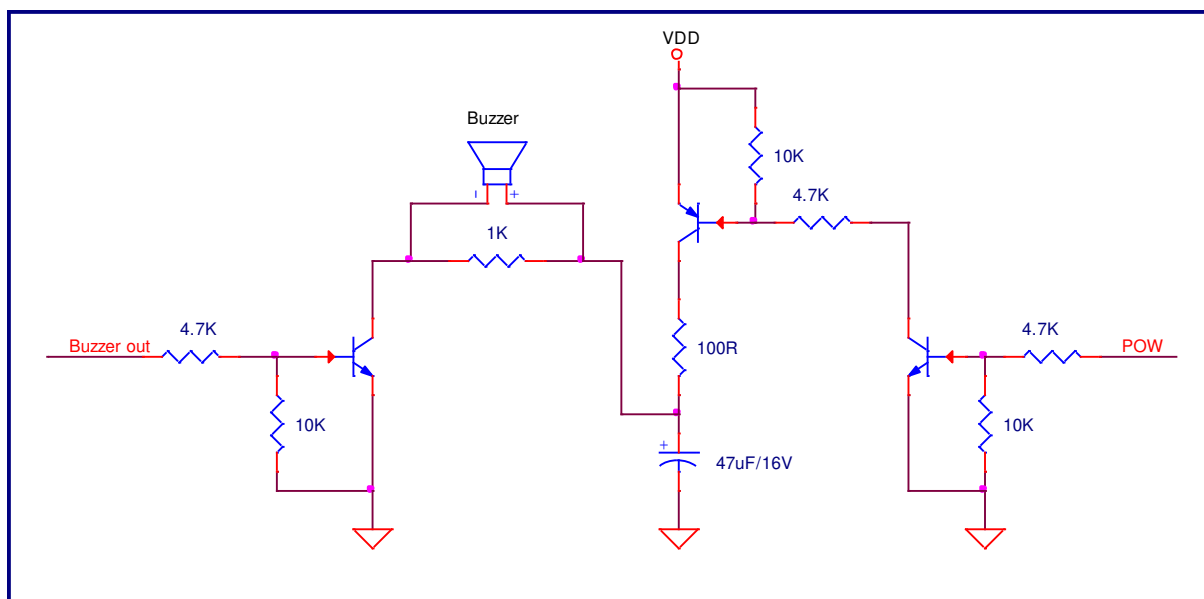 VDD
Buzzer
- +
10K
4.7K
1K
4.7K
Buzzer out
100R
4.7K
POW
10K
10K
+
47uF/16V